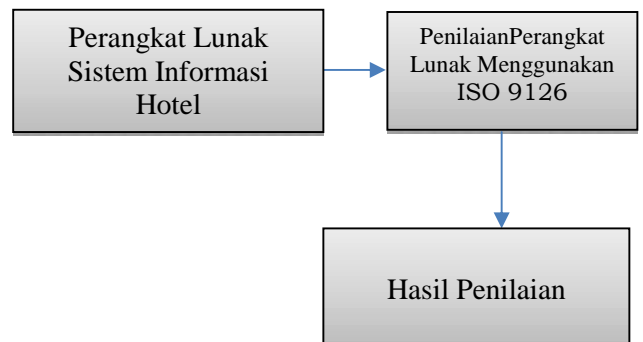 Perangkat Lunak
Sistem Informasi
Hotel
PenilaianPerangkat
Lunak Menggunakan
ISO 9126
Hasil Penilaian